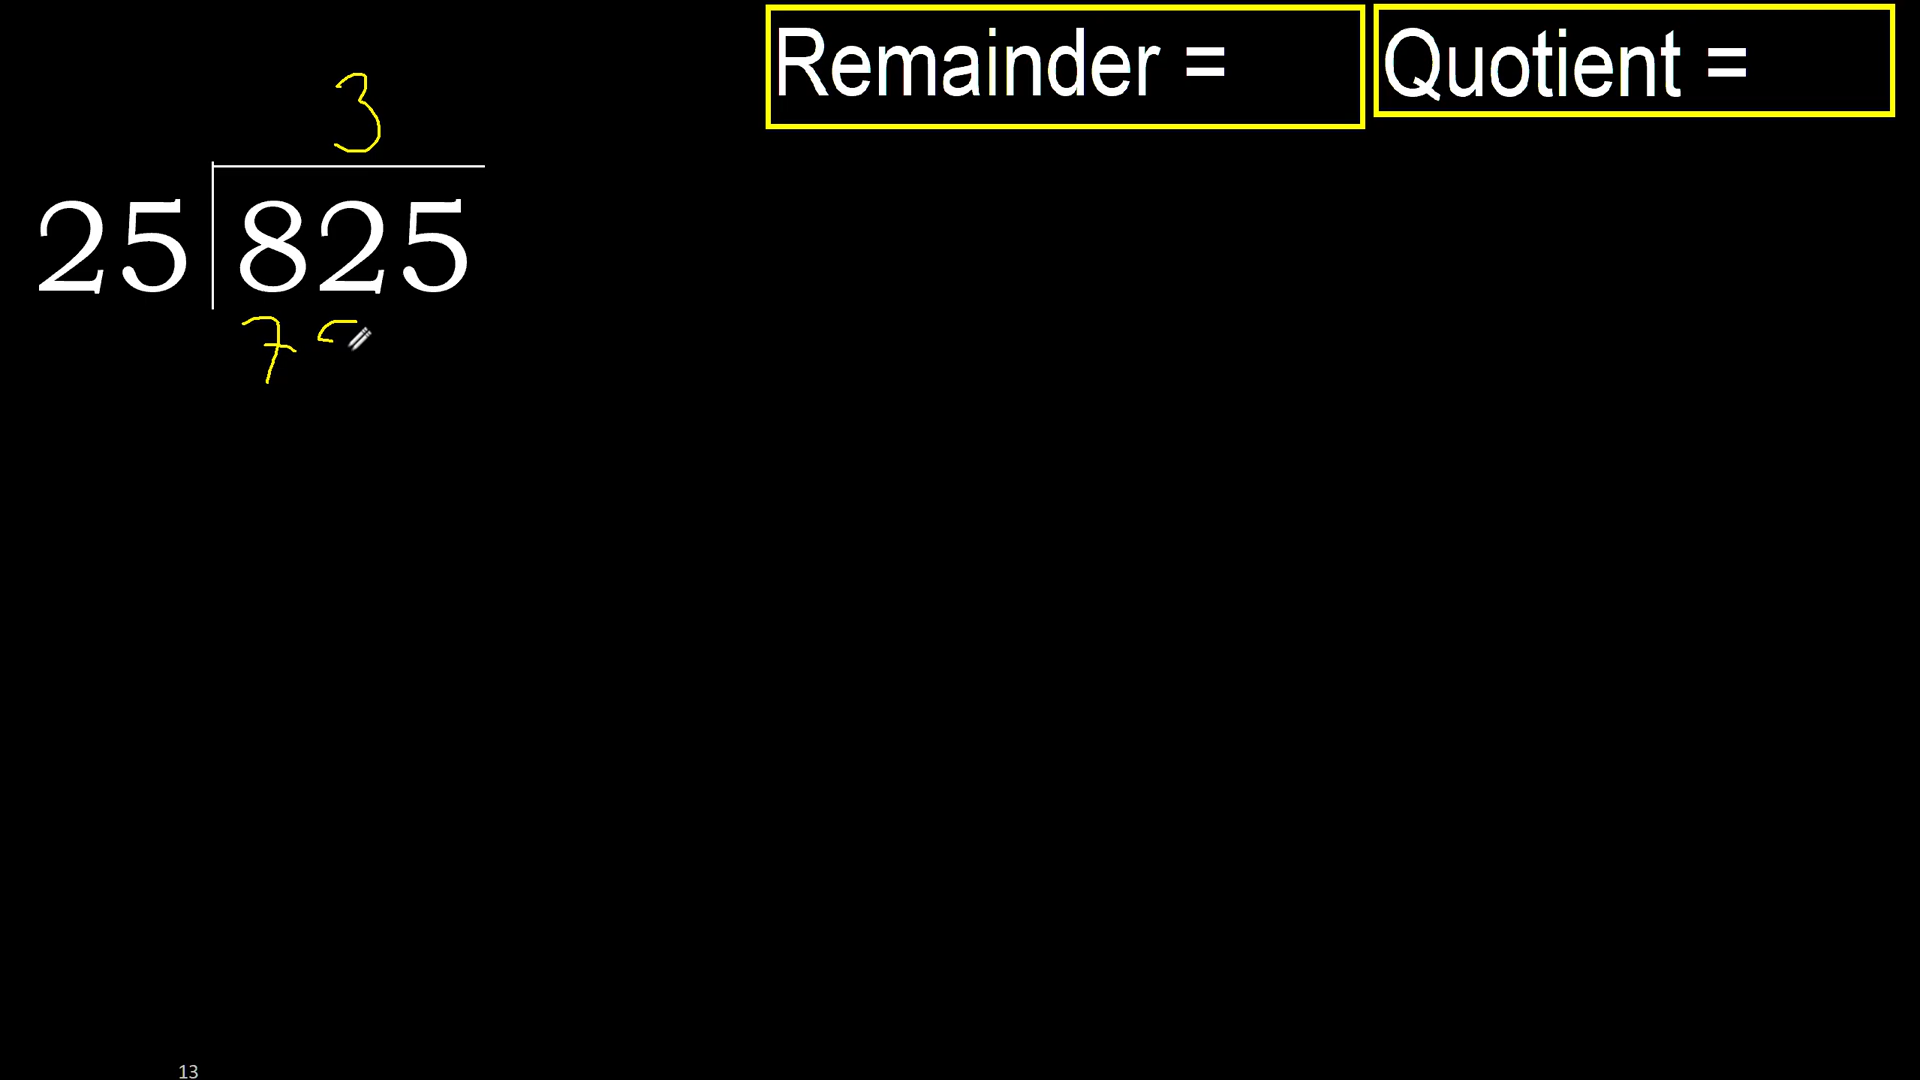 Remainder = Quotient =
3
25 825
7
13